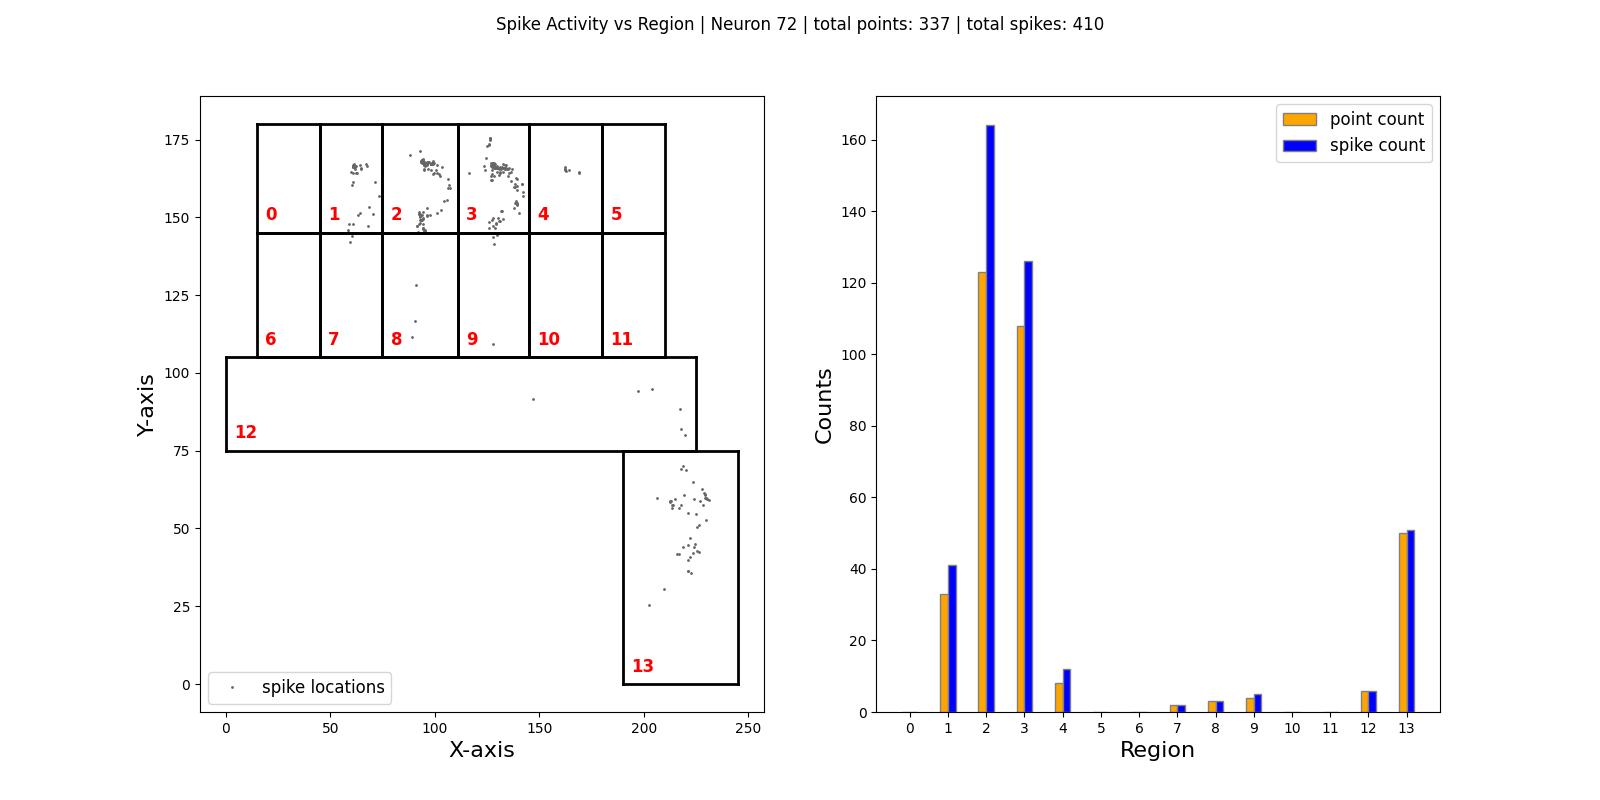 Spike Activity vs Region | Neuron 72 | total points: 337 | total spikes: 410
175
150
125
100
75
50
25
0
Y-axis
0 1 2 3 4 5
6 7 8 9 10 11
12
13
spike locations
0 50 100 150 200 250
X-axis
160
140
120
100
80
60
40
20
0
Counts
point count
spike count
0 1 2 3 4 5 6 7 8 9 10 11 12 13
Region